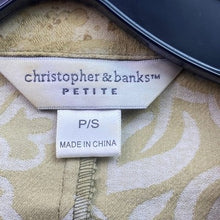 christopher & banks™
PETITE
P/S
MADE IN CHINA